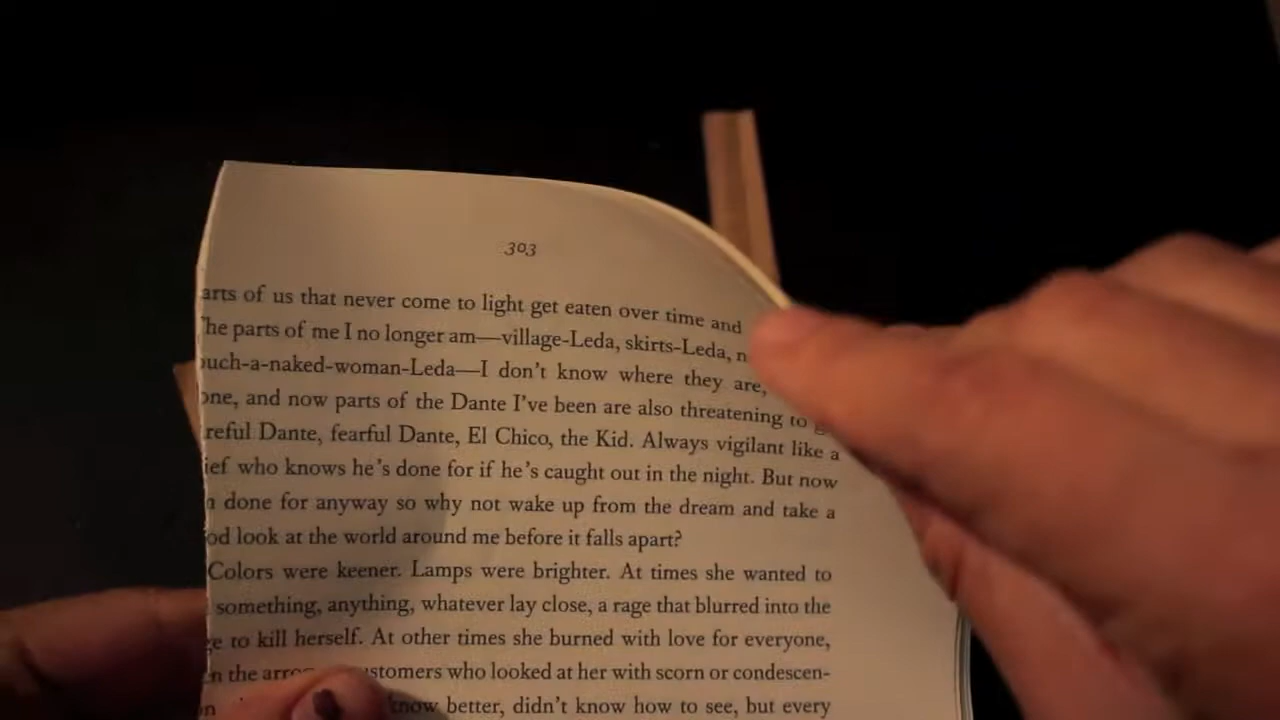 303
arts of us that never come to light get eaten over time and
The parts of me I no longer am—village-Leda, skirts-Leda, n
ouch-a-naked-woman-Leda—I don't know where they are,
one, and now parts of the Dante I've been are also threatening to g
reful Dante, fearful Dante, El Chico, the Kid. Always vigilant like a
ief who knows he's done for if he's caught out in the night. But now
n done for anyway so why not wake up from the dream and take a
od look at the world around me before it falls apart?
Colors were keener. Lamps were brighter. At times she wanted to
something, anything, whatever lay close, a rage that blurred into the
ge to kill herself. At other times she burned with love for everyone,
n the arro ustomers who looked at her with scorn or condescen-
on know better, didn't know how to see, but every